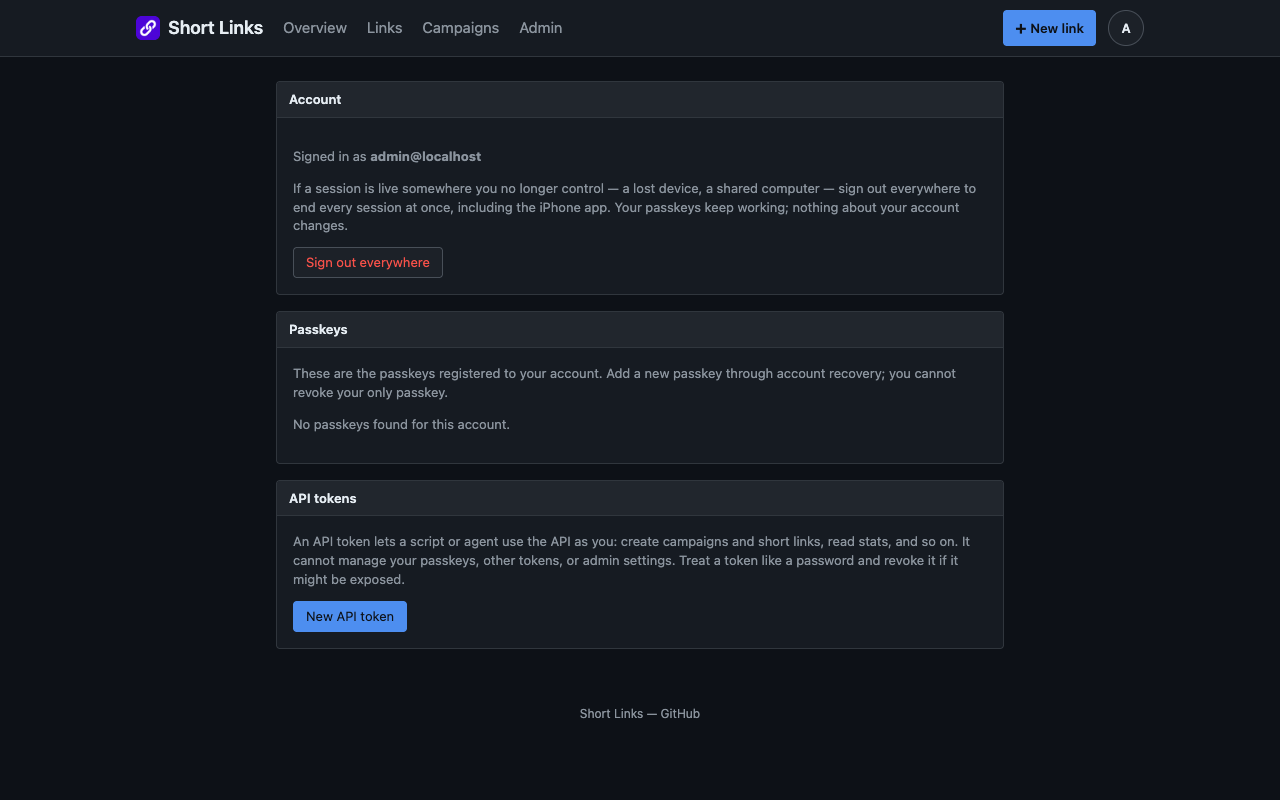 Short Links
Overview
Links
Campaigns
Admin
+ New link
A
Account
Signed in as admin@localhost
If a session is live somewhere you no longer control — a lost device, a shared computer — sign out everywhere to
end every session at once, including the iPhone app. Your passkeys keep working; nothing about your account
changes.
Sign out everywhere
Passkeys
These are the passkeys registered to your account. Add a new passkey through account recovery; you cannot
revoke your only passkey.
No passkeys found for this account.
API tokens
An API token lets a script or agent use the API as you: create campaigns and short links, read stats, and so on. It
cannot manage your passkeys, other tokens, or admin settings. Treat a token like a password and revoke it if it
might be exposed.
New API token
Short Links — GitHub